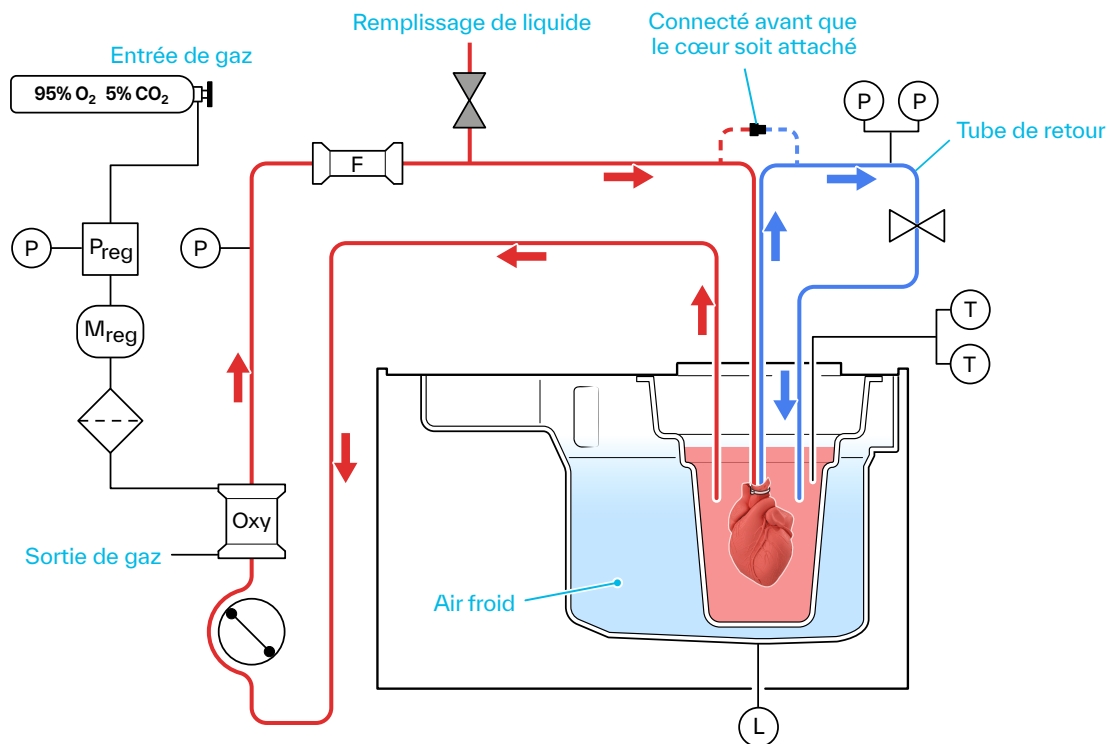 Remplissage de liquide
Connecté avant que
le cœur soit attaché
Entrée de gaz
95% O₂ 5% CO₂
P
P
Tube de retour
F
P
Preg
P
Mreg
T
T
Oxy
Sortie de gaz
Air froid
L